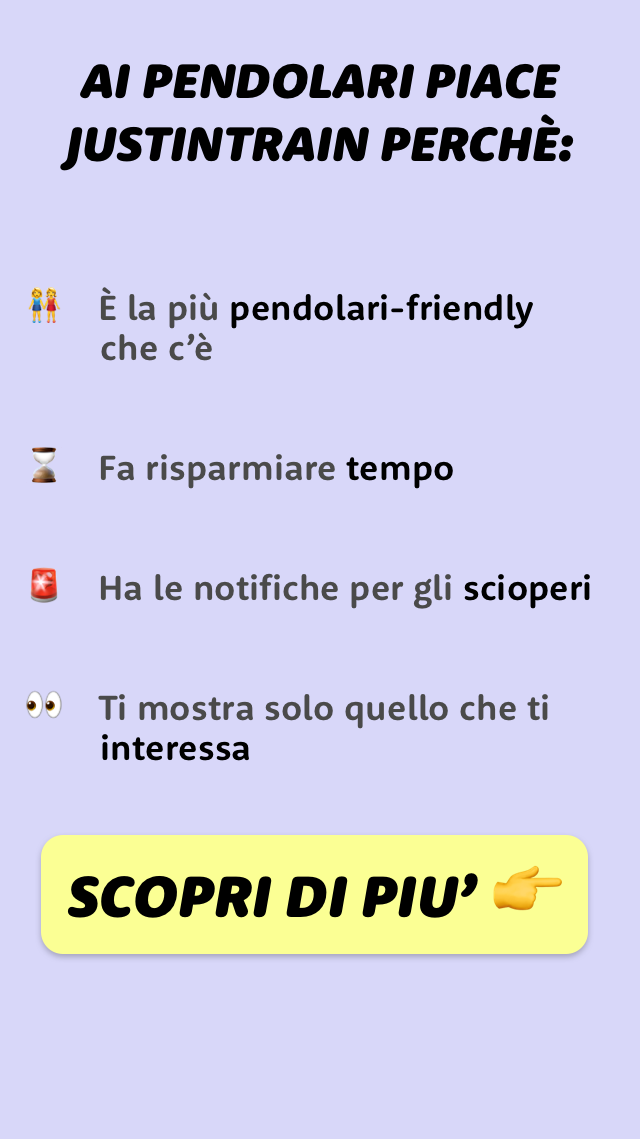 AI PENDOLARI PIACE
JUSTINTRAIN PERCHÈ:
👭 È la più pendolari-friendly
che c’è
⏳ Fa risparmiare tempo
🚨 Ha le notifiche per gli scioperi
👀 Ti mostra solo quello che ti
interessa
SCOPRI DI PIU’ 👉